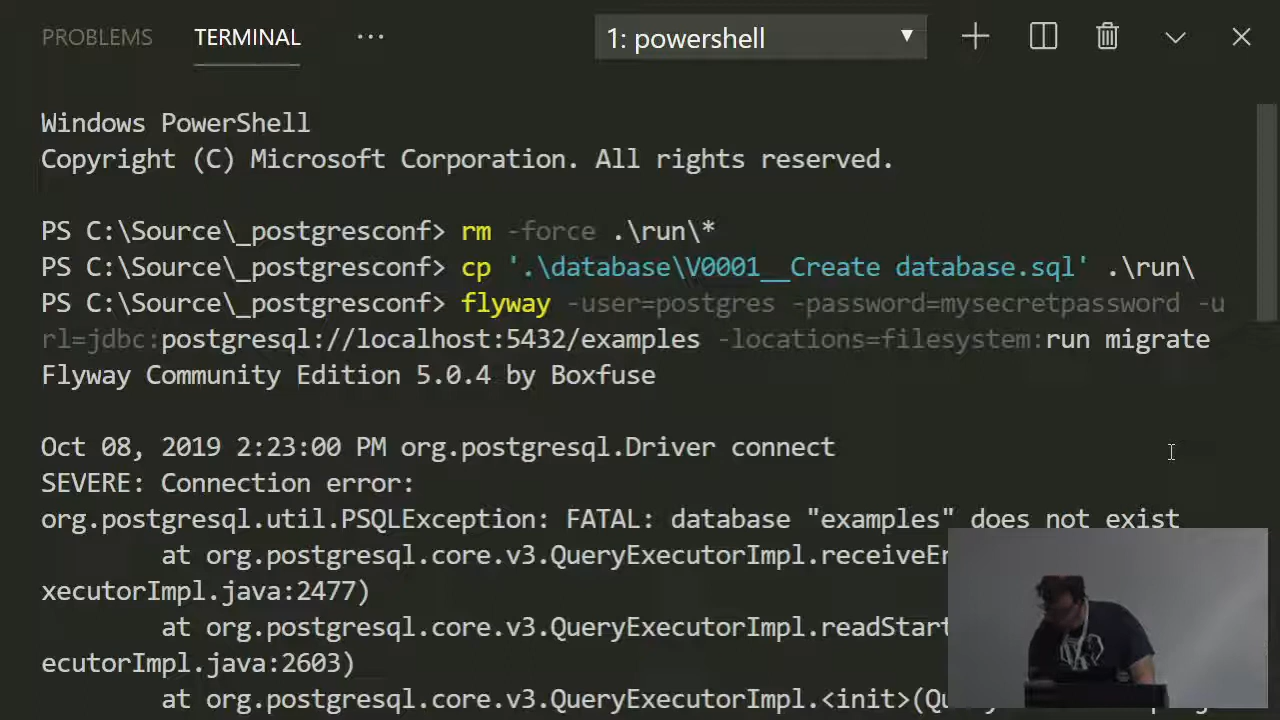 PROBLEMS TERMINAL ··· 1: powershell
Windows PowerShell
Copyright (C) Microsoft Corporation. All rights reserved.
PS C:\Source\_postgresconf> rm -force .\run\*
PS C:\Source\_postgresconf> cp '.\database\V0001__Create database.sql' .\run\
PS C:\Source\_postgresconf> flyway -user=postgres -password=mysecretpassword -u
rl=jdbc:postgresql://localhost:5432/examples -locations=filesystem:run migrate
Flyway Community Edition 5.0.4 by Boxfuse
Oct 08, 2019 2:23:00 PM org.postgresql.Driver connect
SEVERE: Connection error:
org.postgresql.util.PSQLException: FATAL: database "examples" does not exist
at org.postgresql.core.v3.QueryExecutorImpl.receiveEr
xecutorImpl.java:2477)
at org.postgresql.core.v3.QueryExecutorImpl.readStart
ecutorImpl.java:2603)
at org.postgresql.core.v3.QueryExecutorImpl.<init>(Qu